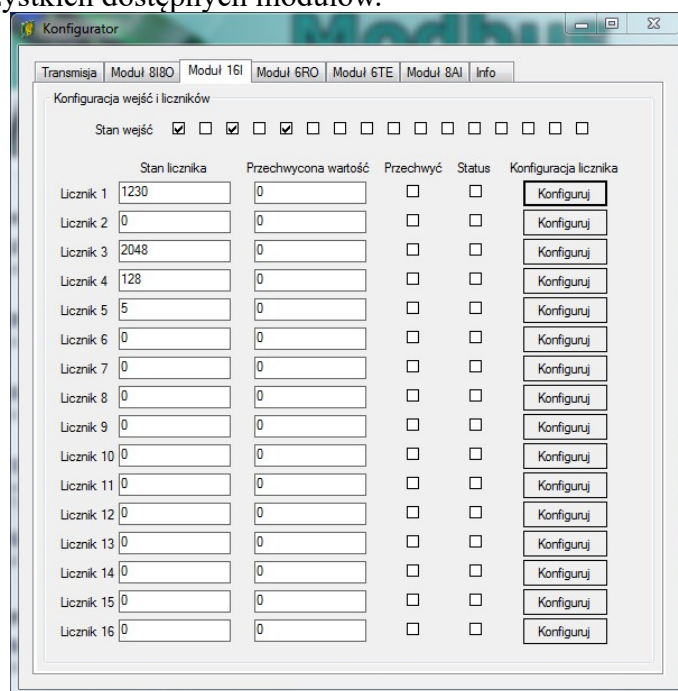 wszystkich dostępnych modułów.
Konfigurator
Modbus
Transmisja Moduł 8I8O Moduł 16I Moduł 6RO Moduł 6TE Moduł 8AI Info
Konfiguracja wejść i liczników
Stan wejść
Stan licznika Przechwycona wartość Przechwyć Status Konfiguracja licznika
Licznik 1 1230 0 Konfiguruj
Licznik 2 0 0 Konfiguruj
Licznik 3 2048 0 Konfiguruj
Licznik 4 128 0 Konfiguruj
Licznik 5 5 0 Konfiguruj
Licznik 6 0 0 Konfiguruj
Licznik 7 0 0 Konfiguruj
Licznik 8 0 0 Konfiguruj
Licznik 9 0 0 Konfiguruj
Licznik 10 0 0 Konfiguruj
Licznik 11 0 0 Konfiguruj
Licznik 12 0 0 Konfiguruj
Licznik 13 0 0 Konfiguruj
Licznik 14 0 0 Konfiguruj
Licznik 15 0 0 Konfiguruj
Licznik 16 0 0 Konfiguruj